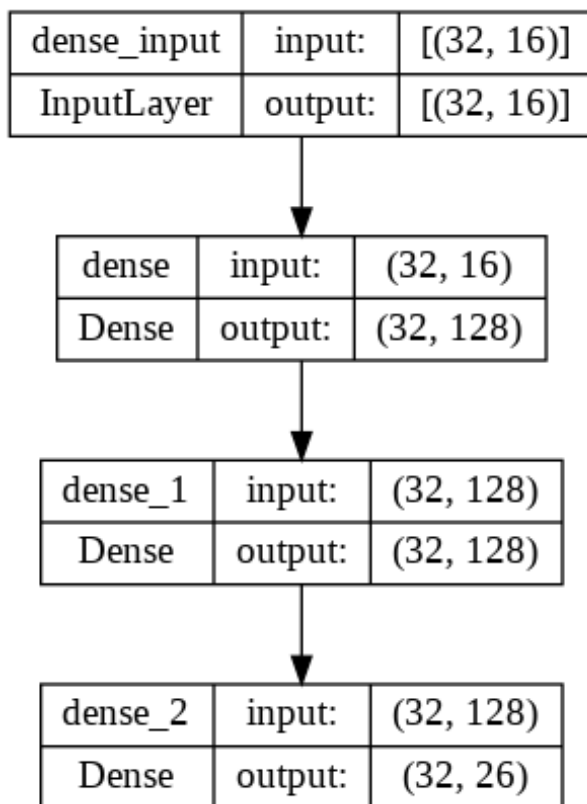 dense_input input: [(32, 16)]
InputLayer output: [(32, 16)]
dense input: (32, 16)
Dense output: (32, 128)
dense_1 input: (32, 128)
Dense output: (32, 128)
dense_2 input: (32, 128)
Dense output: (32, 26)